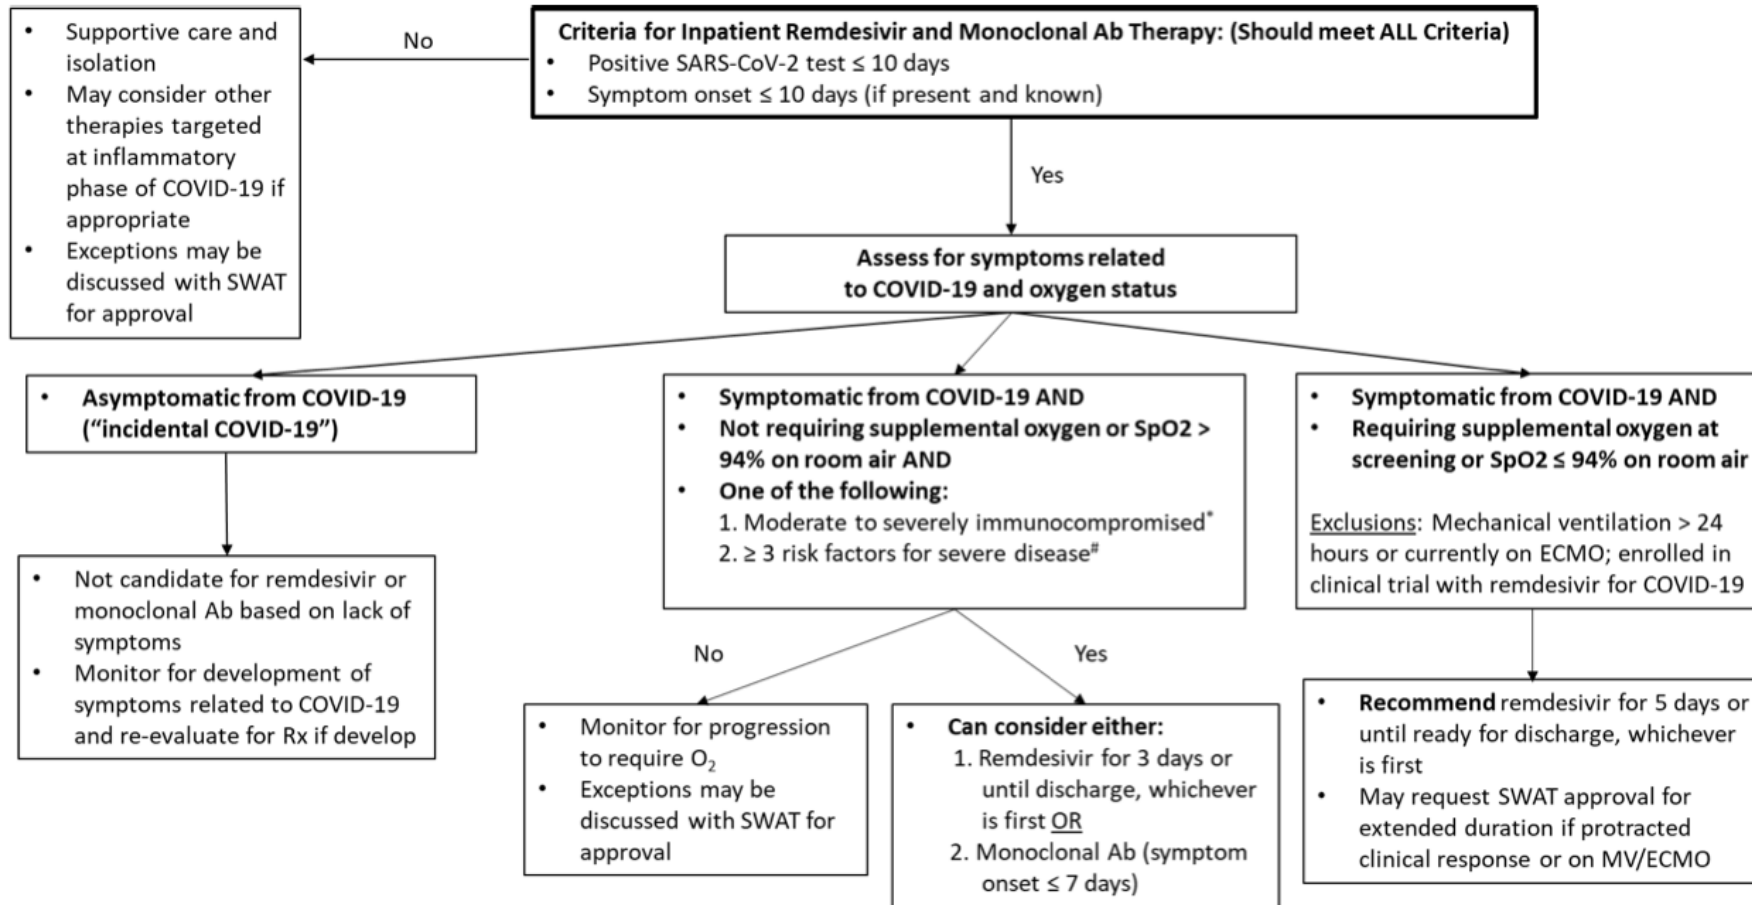 • Supportive care and
isolation
• May consider other
therapies targeted
at inflammatory
phase of COVID-19 if
appropriate
• Exceptions may be
discussed with SWAT
for approval
No
Criteria for Inpatient Remdesivir and Monoclonal Ab Therapy: (Should meet ALL Criteria)
• Positive SARS-CoV-2 test ≤ 10 days
• Symptom onset ≤ 10 days (if present and known)
Yes
Assess for symptoms related
to COVID-19 and oxygen status
• Asymptomatic from COVID-19
("incidental COVID-19")
• Not candidate for remdesivir or
monoclonal Ab based on lack of
symptoms
• Monitor for development of
symptoms related to COVID-19
and re-evaluate for Rx if develop
• Symptomatic from COVID-19 AND
• Not requiring supplemental oxygen or SpO2 >
94% on room air AND
• One of the following:
1. Moderate to severely immunocompromised*
2. ≥ 3 risk factors for severe disease#
No
Yes
• Monitor for progression
to require O₂
• Exceptions may be
discussed with SWAT for
approval
• Can consider either:
1. Remdesivir for 3 days or
until discharge, whichever
is first OR
2. Monoclonal Ab (symptom
onset ≤ 7 days)
• Symptomatic from COVID-19 AND
• Requiring supplemental oxygen at
screening or SpO2 ≤ 94% on room air
Exclusions: Mechanical ventilation > 24
hours or currently on ECMO; enrolled in
clinical trial with remdesivir for COVID-19
• Recommend remdesivir for 5 days or
until ready for discharge, whichever
is first
• May request SWAT approval for
extended duration if protracted
clinical response or on MV/ECMO